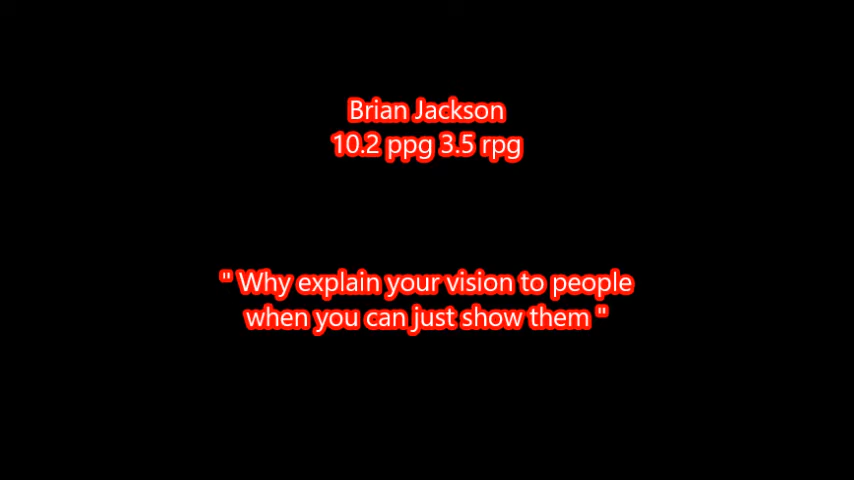 Brian Jackson
10.2 ppg 3.5 rpg
" Why explain your vision to people
when you can just show them "